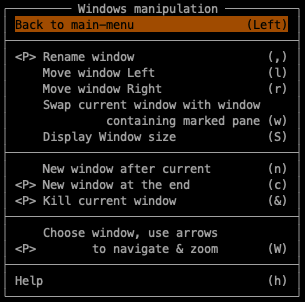 Windows manipulation
Back to main-menu (Left)
<P> Rename window (,)
Move window Left (l)
Move window Right (r)
Swap current window with window
containing marked pane (w)
Display Window size (S)
New window after current (n)
<P> New window at the end (c)
<P> Kill current window (&)
Choose window, use arrows
<P> to navigate & zoom (W)
Help (h)